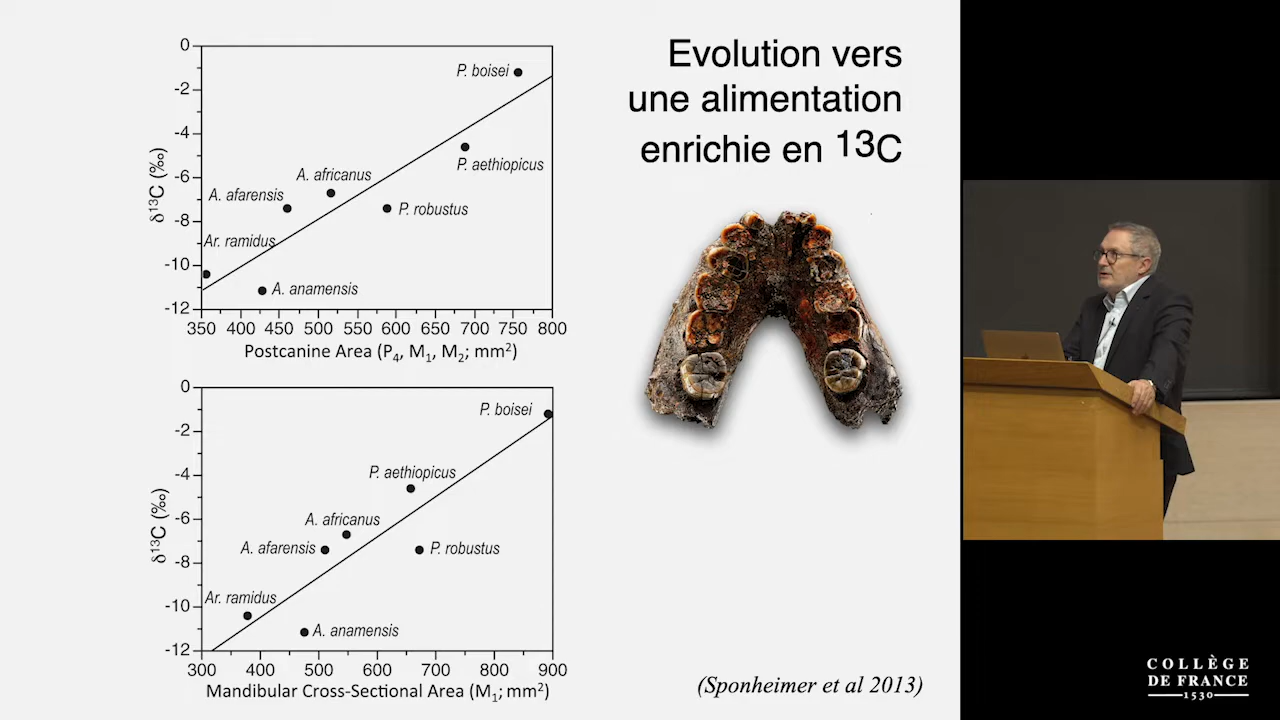 Evolution vers
une alimentation
enrichie en 13C
0
-2
-4
-6
-8
-10
-12
δ13C (‰)
P. boisei
P. aethiopicus
A. africanus
A. afarensis
P. robustus
Ar. ramidus
A. anamensis
350 400 450 500 550 600 650 700 750 800
Postcanine Area (P4, M1, M2; mm2)
0
-2
-4
-6
-8
-10
-12
δ13C (‰)
P. boisei
P. aethiopicus
A. africanus
A. afarensis
P. robustus
Ar. ramidus
A. anamensis
300 400 500 600 700 800 900
Mandibular Cross-Sectional Area (M1; mm2)
(Sponheimer et al 2013)
COLLÈGE
DE FRANCE
1530